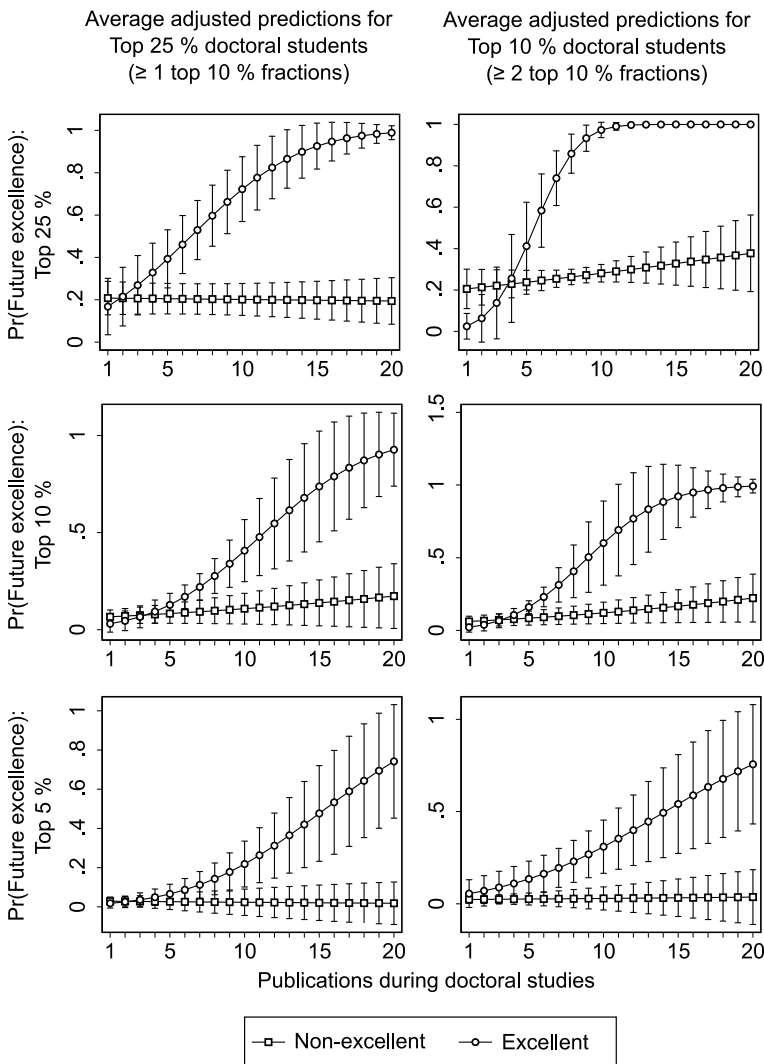 Average adjusted predictions for
Top 25 % doctoral students
(≥ 1 top 10 % fractions)
Average adjusted predictions for
Top 10 % doctoral students
(≥ 2 top 10 % fractions)
Pr(Future excellence):
Top 25 %
0 .2 .4 .6 .8 1
1 5 10 15 20
0 .2 .4 .6 .8 1
1 5 10 15 20
Pr(Future excellence):
Top 10 %
0 .5 1
1 5 10 15 20
0 .5 1 1.5
1 5 10 15 20
Pr(Future excellence):
Top 5 %
0 .2 .4 .6 .8 1
1 5 10 15 20
0 .5 1
1 5 10 15 20
Publications during doctoral studies
Non-excellent Excellent